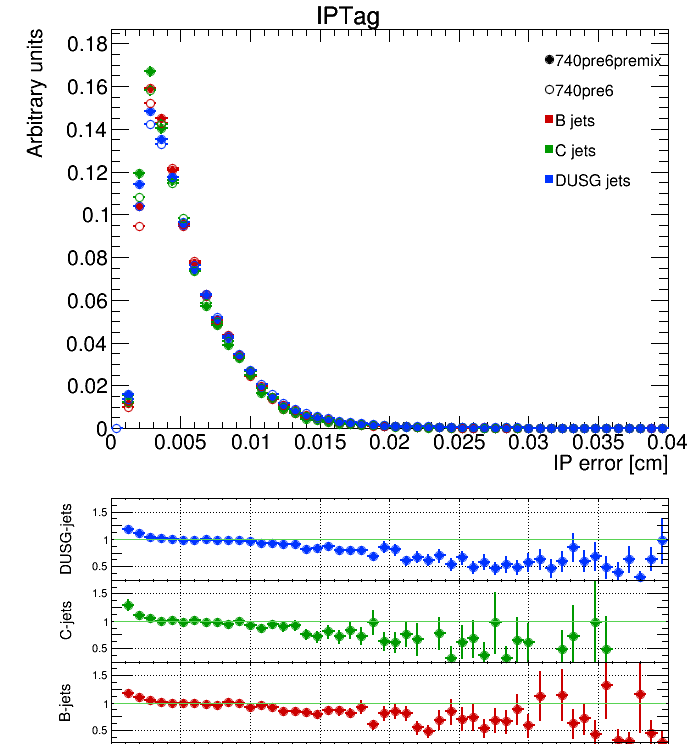 IPTag
Arbitrary units
0.18
0.16
0.14
0.12
0.1
0.08
0.06
0.04
0.02
0
740pre6premix
740pre6
B jets
C jets
DUSG jets
0 0.005 0.01 0.015 0.02 0.025 0.03 0.035 0.04
IP error [cm]
DUSG-jets
1.5
1
0.5
C-jets
1.5
1
0.5
B-jets
1.5
1
0.5